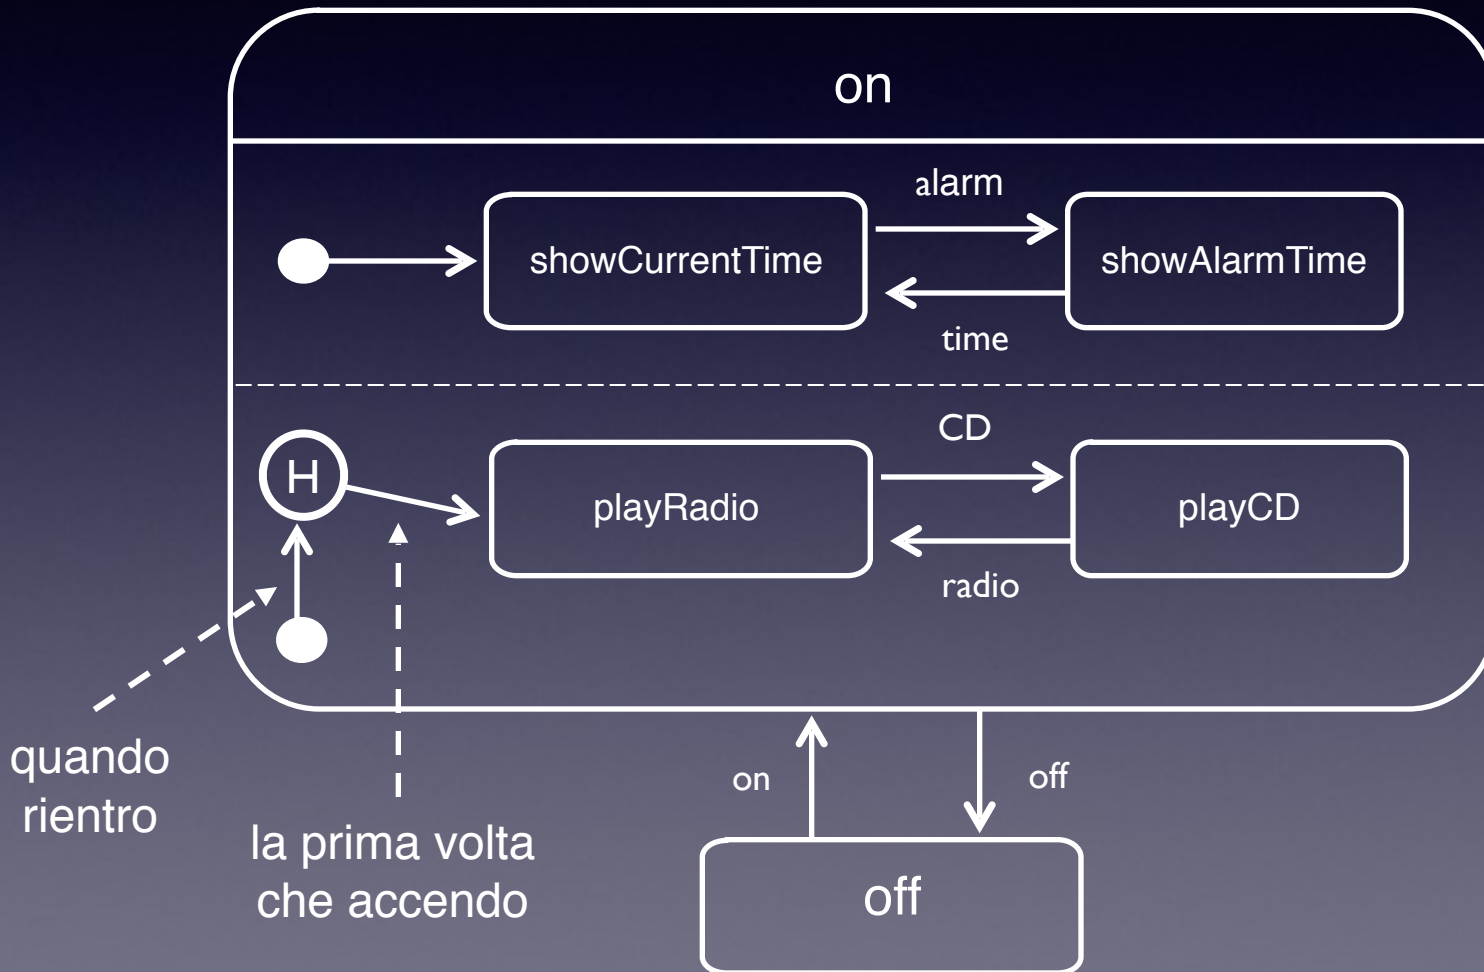 on
alarm
showCurrentTime
showAlarmTime
time
CD
H
playRadio
playCD
radio
quando
rientro
on
off
la prima volta
che accendo
off